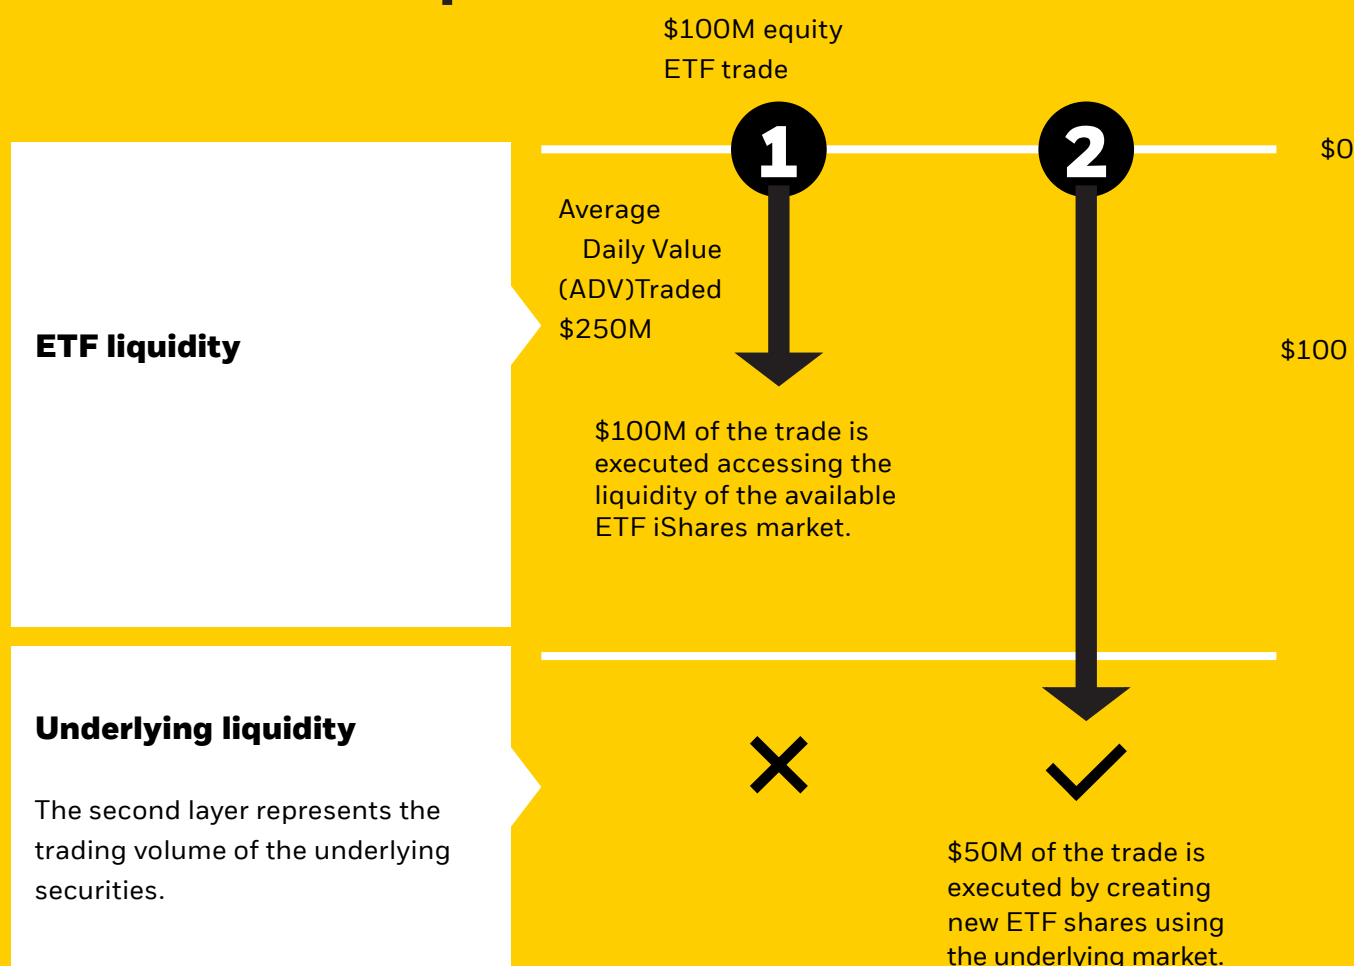 $100M equity
ETF trade
1
2
$0
Average
Daily Value
(ADV)Traded
$250M
ETF liquidity
$100
$100M of the trade is
executed accessing the
liquidity of the available
ETF iShares market.
Underlying liquidity
The second layer represents the
trading volume of the underlying
securities.
$50M of the trade is
executed by creating
new ETF shares using
the underlying market.